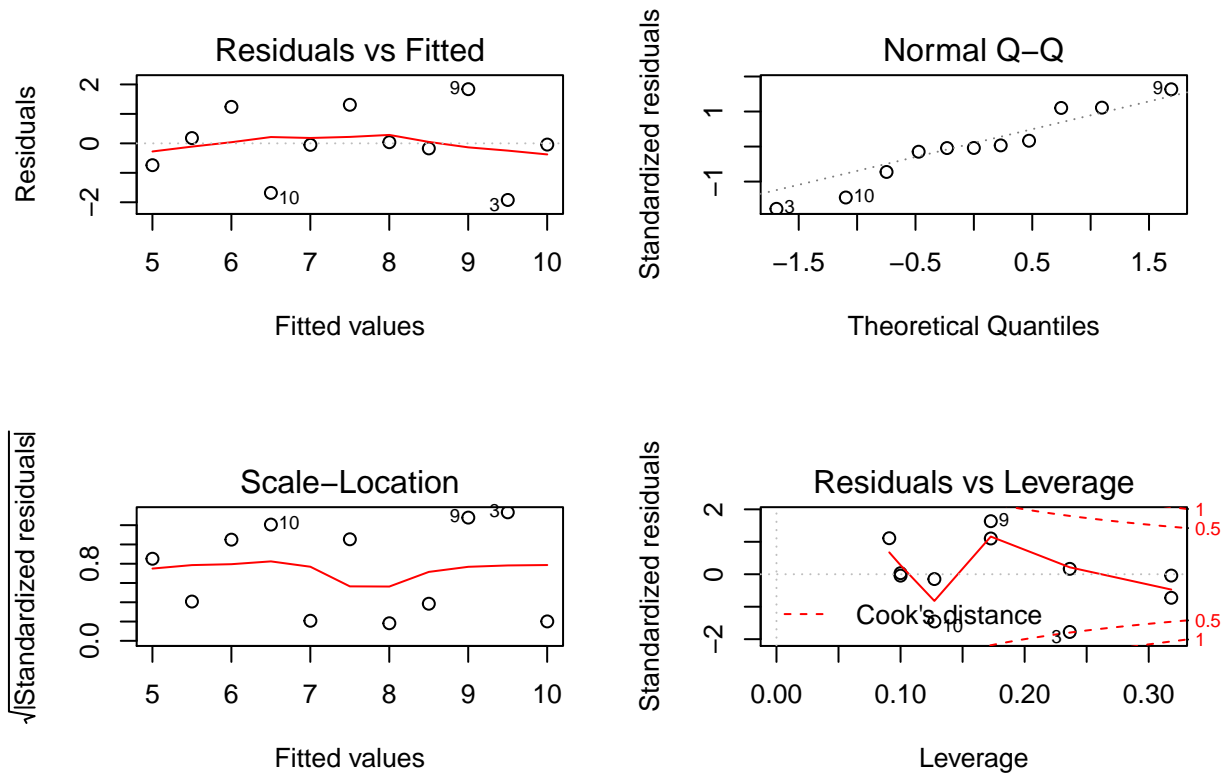 Residuals vs Fitted
Residuals
2
0
−2
9
10
3
5 6 7 8 9 10
Fitted values
Normal Q−Q
Standardized residuals
1
−1
9
10
3
−1.5 −0.5 0.5 1.5
Theoretical Quantiles
Scale−Location
√|Standardized residuals|
0.8
0.0
10
9
3
5 6 7 8 9 10
Fitted values
Residuals vs Leverage
Standardized residuals
2
0
−2
1
0.5
0.5
1
9
Cook's distance
10
3
0.00 0.10 0.20 0.30
Leverage